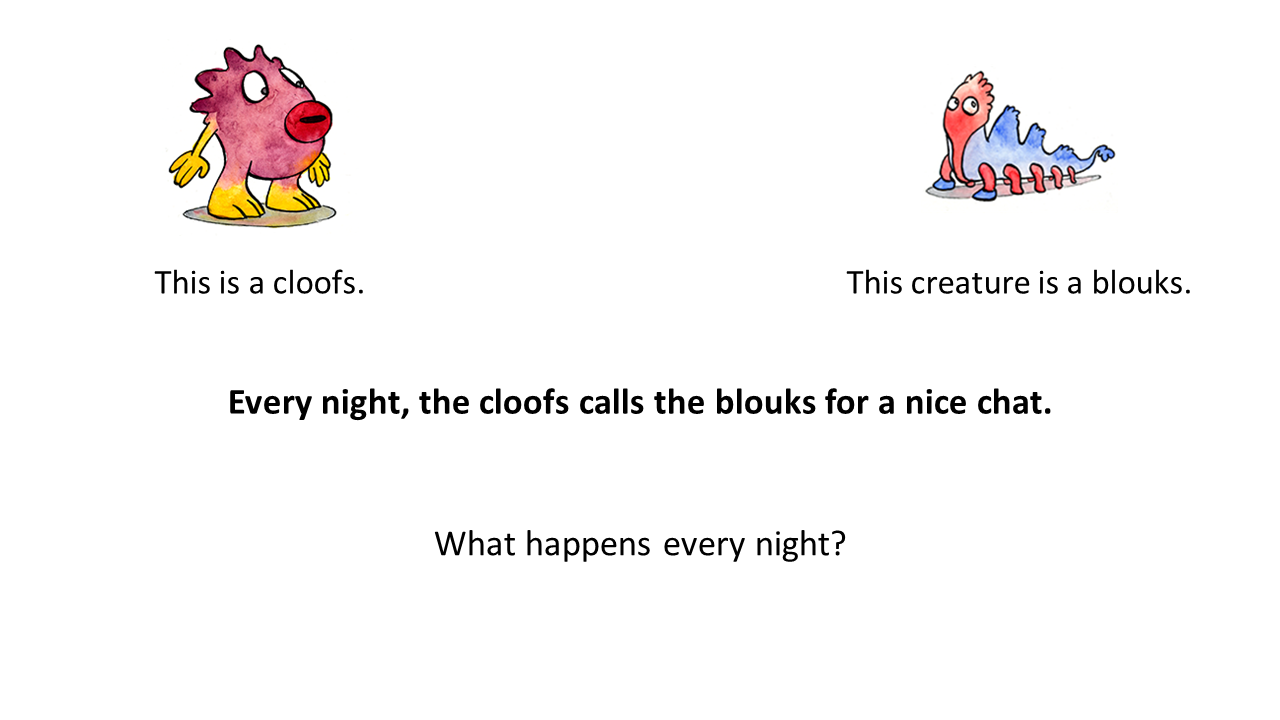 This is a cloofs.
This creature is a blouks.
Every night, the cloofs calls the blouks for a nice chat.
What happens every night?